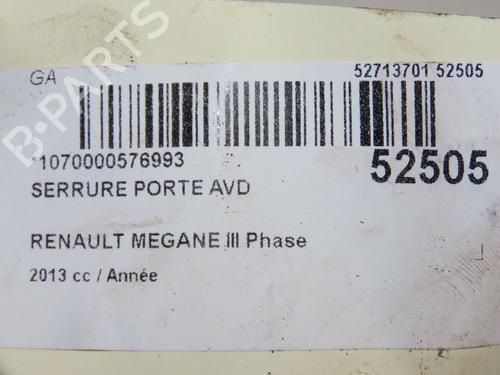 GA
52713701 52505
*1070000576993
52505
SERRURE PORTE AVD
RENAULT MEGANE III Phase
2013 cc / Année
B-PARTS